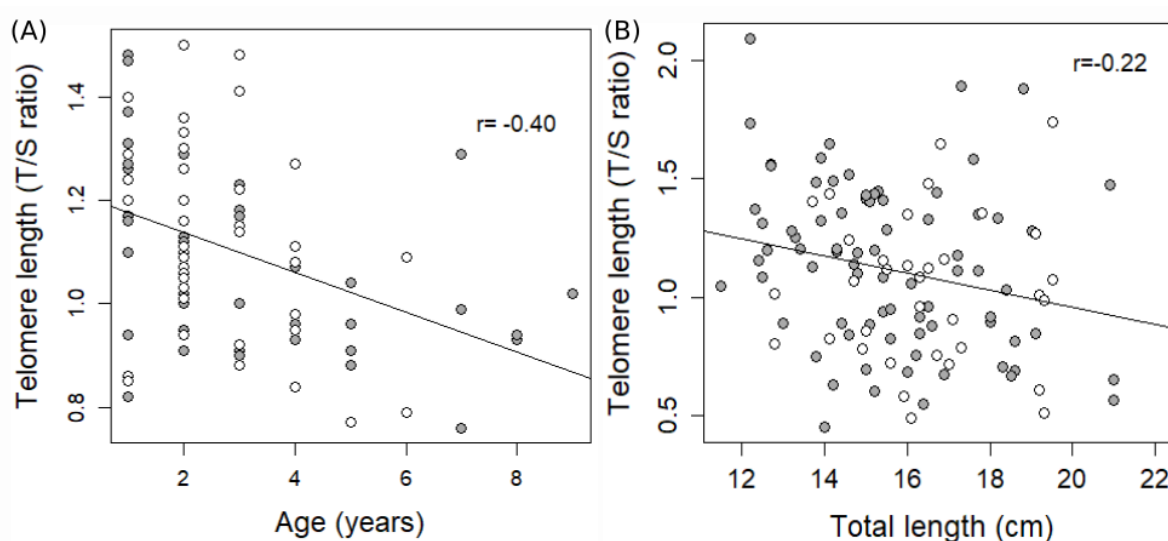 (A)
Telomere length (T/S ratio)
1.4
1.2
1.0
0.8
r= -0.40
2
4
6
8
Age (years)
(B)
Telomere length (T/S ratio)
2.0
1.5
1.0
0.5
r=-0.22
12
14
16
18
20
22
Total length (cm)